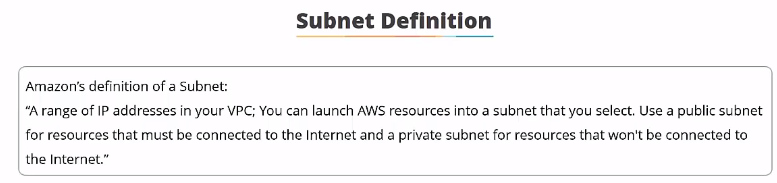 Subnet Definition
Amazon's definition of a Subnet:
“A range of IP addresses in your VPC; You can launch AWS resources into a subnet that you select. Use a public subnet
for resources that must be connected to the Internet and a private subnet for resources that won't be connected to
the Internet.”